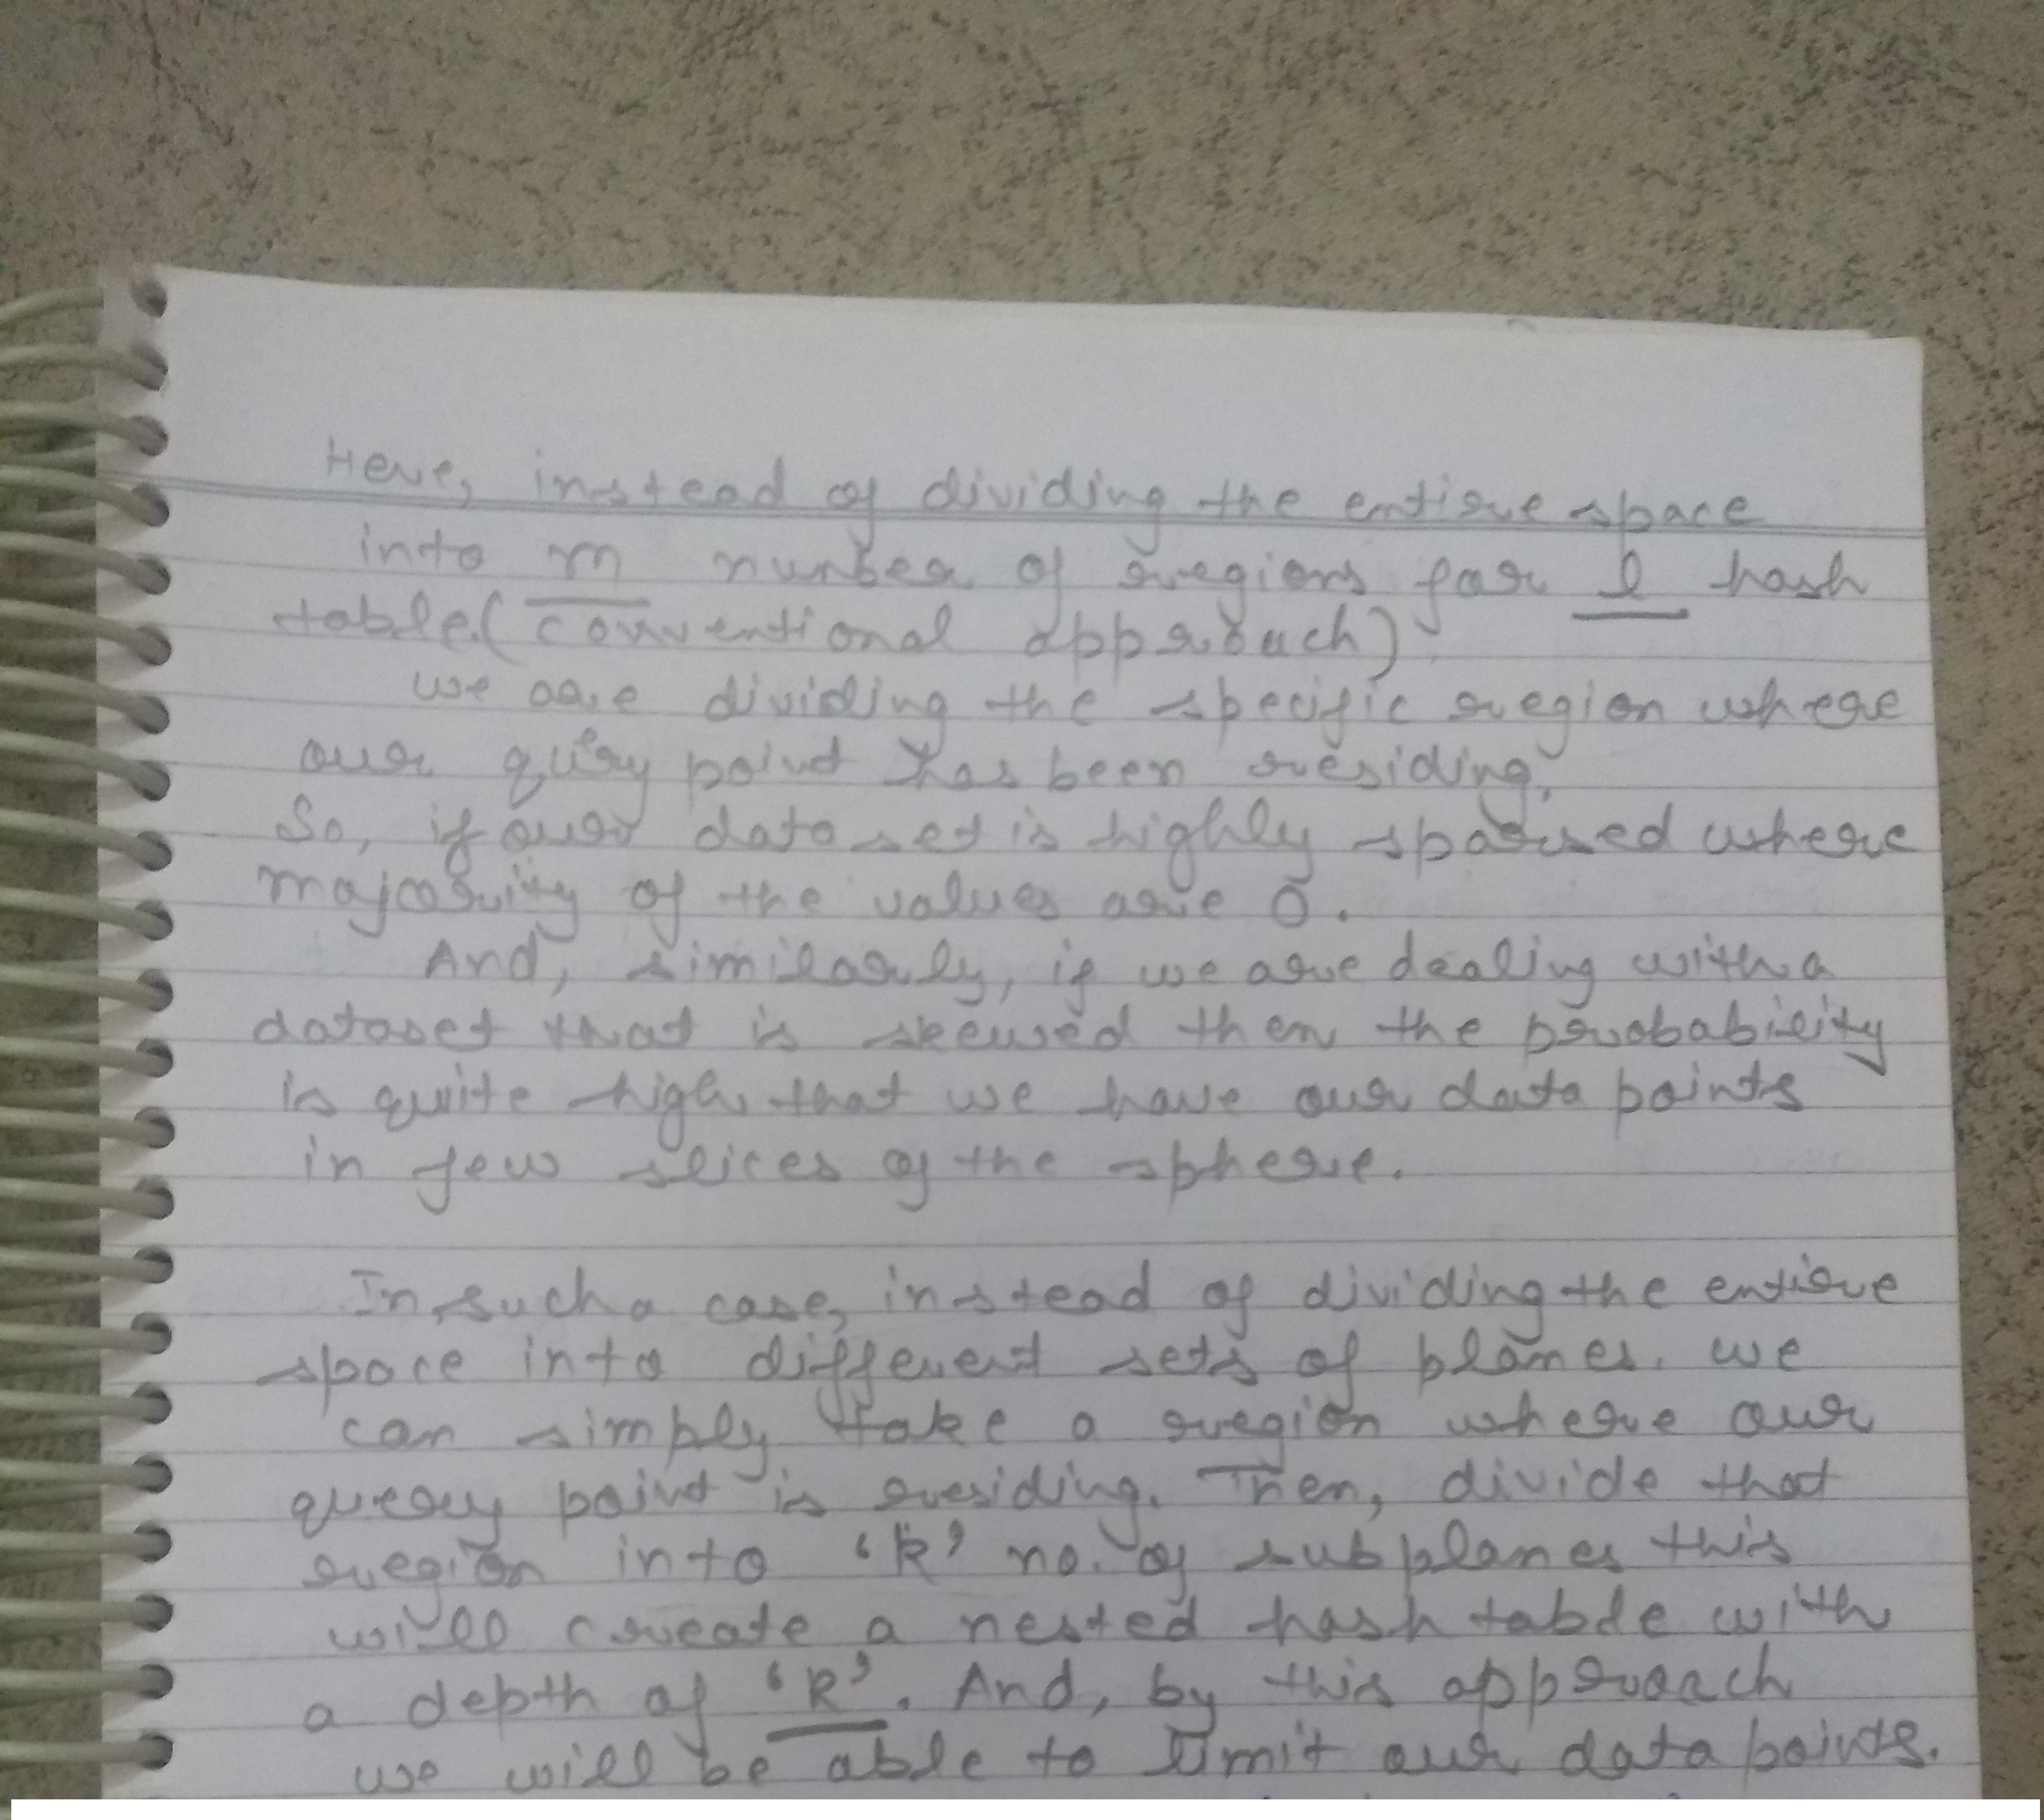 Here, instead of dividing the entire space
into m number of regions for l hash
table (conventional approach).
we are dividing the specific region where
our query point has been residing.
So, if our data set is highly sparsed where
majority of the values are 0.
And, similarly, if we are dealing with a
dataset that is skewed then the probability
is quite high that we have our data points
in few slices of the sphere.
In such a case, instead of dividing the entire
space into different sets of planes. we
can simply take a region where our
query point is residing. Then, divide that
region into 'k' no. of subplanes this
will create a nested hash table with
a depth of 'k'. And, by this approach
we will be able to limit our data points.